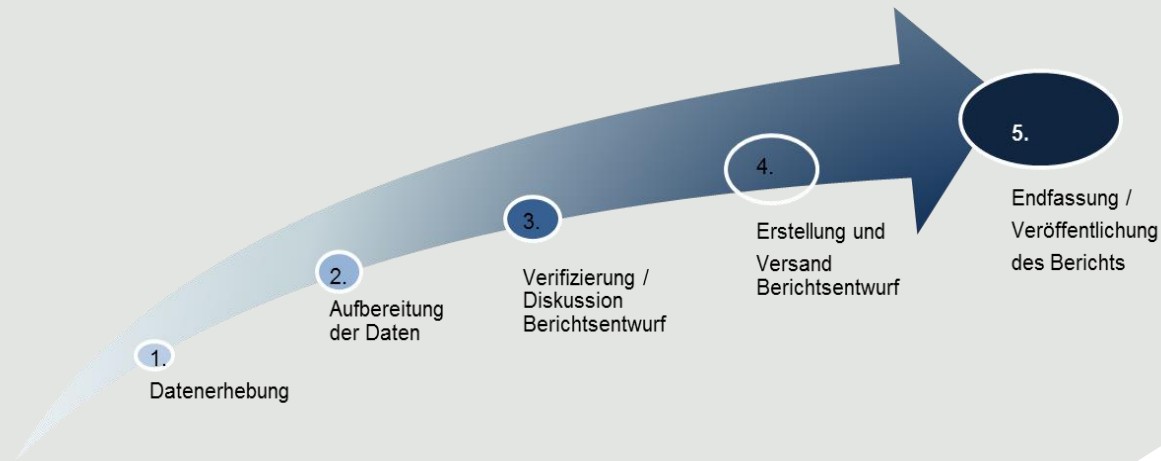 1.
Datenerhebung
2.
Aufbereitung
der Daten
3.
Verifizierung /
Diskussion
Berichtsentwurf
4.
Erstellung und
Versand
Berichtsentwurf
5.
Endfassung /
Veröffentlichung
des Berichts